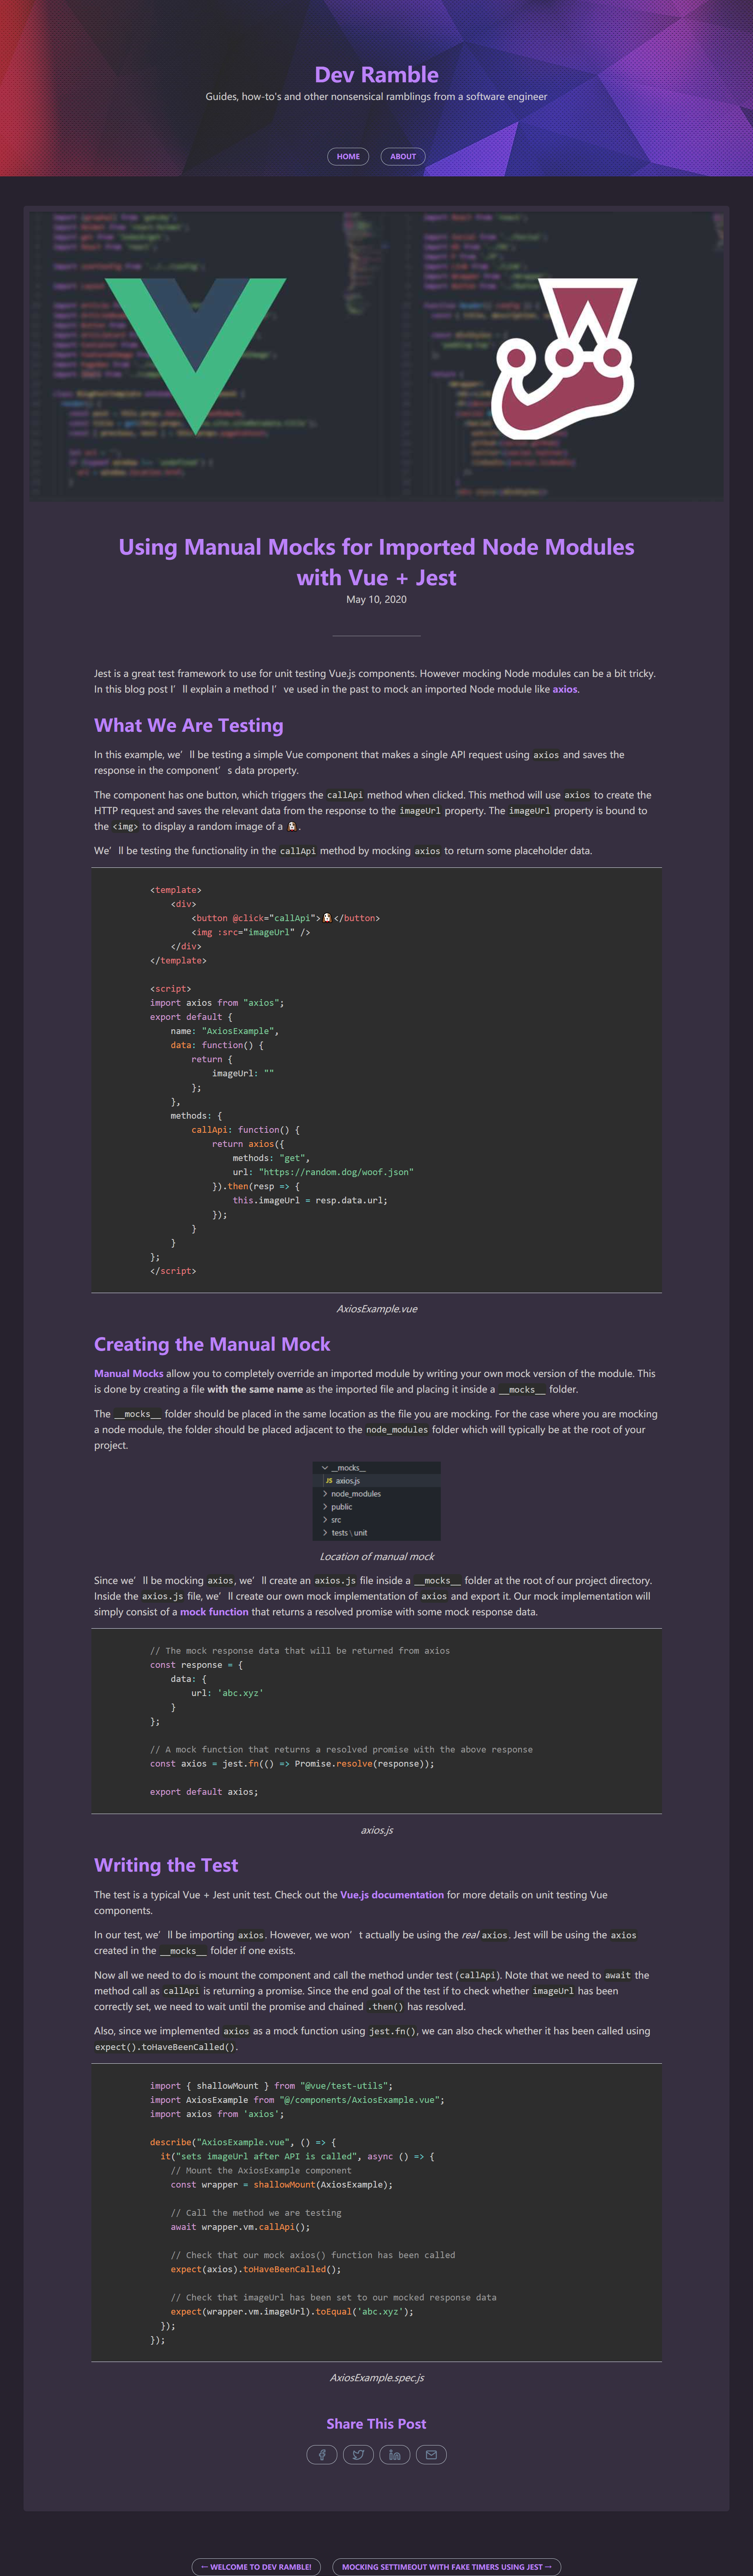 Dev Ramble
Guides, how-to's and other nonsensical ramblings from a software engineer
HOME
ABOUT
Using Manual Mocks for Imported Node Modules
with Vue + Jest
May 10, 2020
Jest is a great test framework to use for unit testing Vue.js components. However mocking Node modules can be a bit tricky.
In this blog post I’ll explain a method I’ve used in the past to mock an imported Node module like axios.
What We Are Testing
In this example, we’ll be testing a simple Vue component that makes a single API request using axios and saves the
response in the component’s data property.
The component has one button, which triggers the callApi method when clicked. This method will use axios to create the
HTTP request and saves the relevant data from the response to the imageUrl property. The imageUrl property is bound to
the <img> to display a random image of a 🐶.
We’ll be testing the functionality in the callApi method by mocking axios to return some placeholder data.
<template>
    <div>
        <button @click="callApi">🐶</button>
        <img :src="imageUrl" />
    </div>
</template>

<script>
import axios from "axios";
export default {
    name: "AxiosExample",
    data: function() {
        return {
            imageUrl: ""
        };
    },
    methods: {
        callApi: function() {
            return axios({
                methods: "get",
                url: "https://random.dog/woof.json"
            }).then(resp => {
                this.imageUrl = resp.data.url;
            });
        }
    }
};
</script>
AxiosExample.vue
Creating the Manual Mock
Manual Mocks allow you to completely override an imported module by writing your own mock version of the module. This
is done by creating a file with the same name as the imported file and placing it inside a __mocks__ folder.
The __mocks__ folder should be placed in the same location as the file you are mocking. For the case where you are mocking
a node module, the folder should be placed adjacent to the node_modules folder which will typically be at the root of your
project.
__mocks__
JS axios.js
node_modules
public
src
tests \ unit
Location of manual mock
Since we’ll be mocking axios, we’ll create an axios.js file inside a __mocks__ folder at the root of our project directory.
Inside the axios.js file, we’ll create our own mock implementation of axios and export it. Our mock implementation will
simply consist of a mock function that returns a resolved promise with some mock response data.
// The mock response data that will be returned from axios
const response = {
    data: {
        url: 'abc.xyz'
    }
};

// A mock function that returns a resolved promise with the above response
const axios = jest.fn(() => Promise.resolve(response));

export default axios;
axios.js
Writing the Test
The test is a typical Vue + Jest unit test. Check out the Vue.js documentation for more details on unit testing Vue
components.
In our test, we’ll be importing axios. However, we won’t actually be using the real axios. Jest will be using the axios
created in the __mocks__ folder if one exists.
Now all we need to do is mount the component and call the method under test (callApi). Note that we need to await the
method call as callApi is returning a promise. Since the end goal of the test if to check whether imageUrl has been
correctly set, we need to wait until the promise and chained .then() has resolved.
Also, since we implemented axios as a mock function using jest.fn(), we can also check whether it has been called using
expect().toHaveBeenCalled().
import { shallowMount } from "@vue/test-utils";
import AxiosExample from "@/components/AxiosExample.vue";
import axios from 'axios';

describe("AxiosExample.vue", () => {
  it("sets imageUrl after API is called", async () => {
    // Mount the AxiosExample component
    const wrapper = shallowMount(AxiosExample);

    // Call the method we are testing
    await wrapper.vm.callApi();

    // Check that our mock axios() function has been called
    expect(axios).toHaveBeenCalled();

    // Check that imageUrl has been set to our mocked response data
    expect(wrapper.vm.imageUrl).toEqual('abc.xyz');
  });
});
AxiosExample.spec.js
Share This Post
← WELCOME TO DEV RAMBLE!
MOCKING SETTIMEOUT WITH FAKE TIMERS USING JEST →